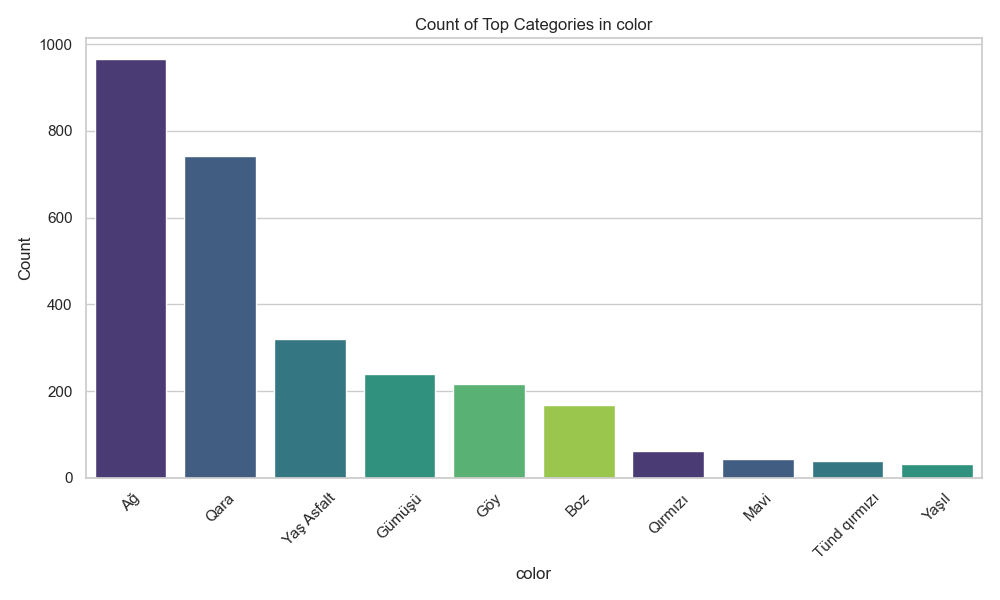 Count of Top Categories in color
Count
1000
800
600
400
200
0
Ağ
Qara
Yaş Asfalt
Gümüşü
Göy
Boz
Qırmızı
Mavi
Tünd qırmızı
Yaşıl
color